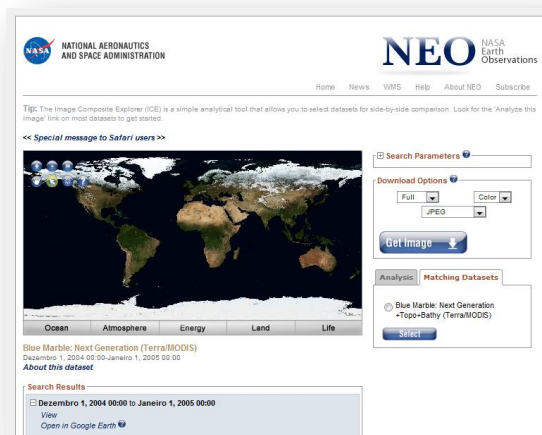 NASA
NATIONAL AERONAUTICS
AND SPACE ADMINISTRATION
NEO
NASA
Earth
Observations
Home News WMS Help About NEO Subscribe
Tip: The Image Composite Explorer (ICE) is a simple analytical tool that allows you to select datasets for side-by-side comparison. Look for the 'Analyze this
image' link on most datasets to get started.
<< Special message to Safari users >>
Search Parameters
Download Options
Full Color
JPEG
Get Image
Analysis Matching Datasets
Blue Marble: Next Generation
+Topo+Bathy (Terra/MODIS)
Select
Ocean Atmosphere Energy Land Life
Blue Marble: Next Generation (Terra/MODIS)
Dezembro 1, 2004 00:00-Janeiro 1, 2005 00:00
About this dataset
Search Results
Dezembro 1, 2004 00:00 to Janeiro 1, 2005 00:00
View
Open in Google Earth